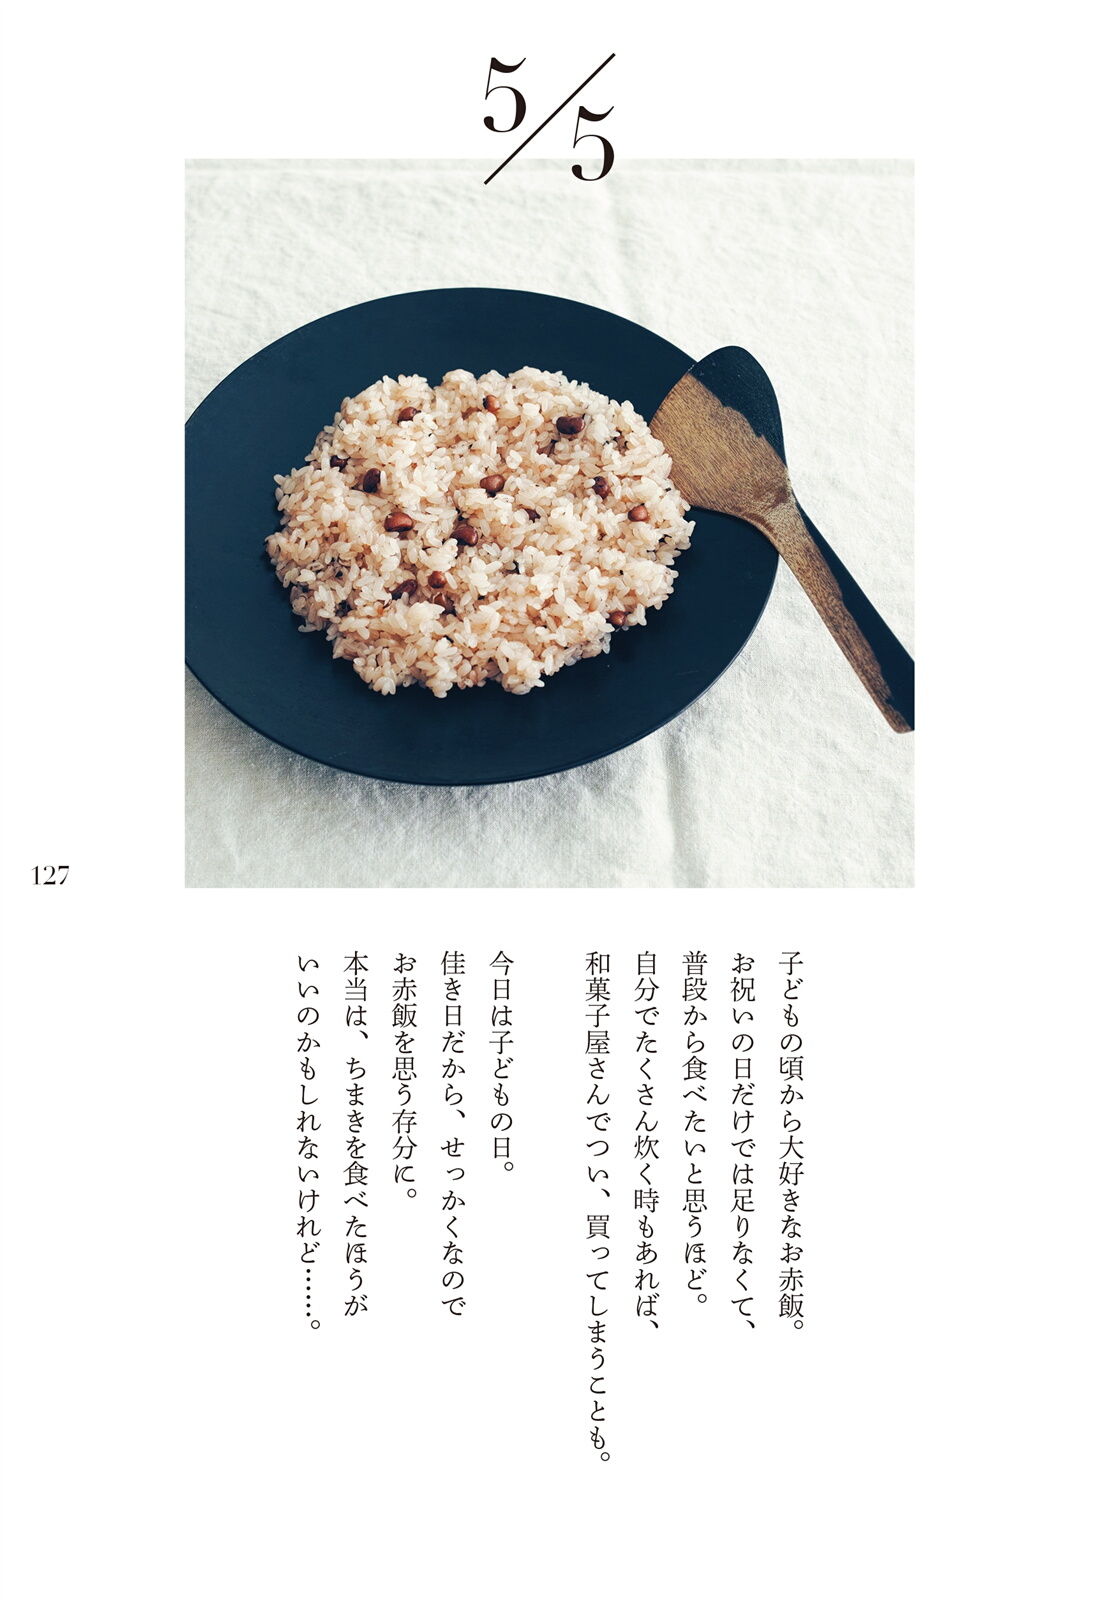 5/5
子どもの頃から大好きなお赤飯。
お祝いの日だけでは足りなくて、
普段から食べたいと思うほど。
自分でたくさん炊く時もあれば、
和菓子屋さんでつい、買ってしまうことも。
今日は子どもの日。
佳き日だから、せっかくなので
お赤飯を思う存分に。
本当は、ちまきを食べたほうが
いいのかもしれないけれど……。
127